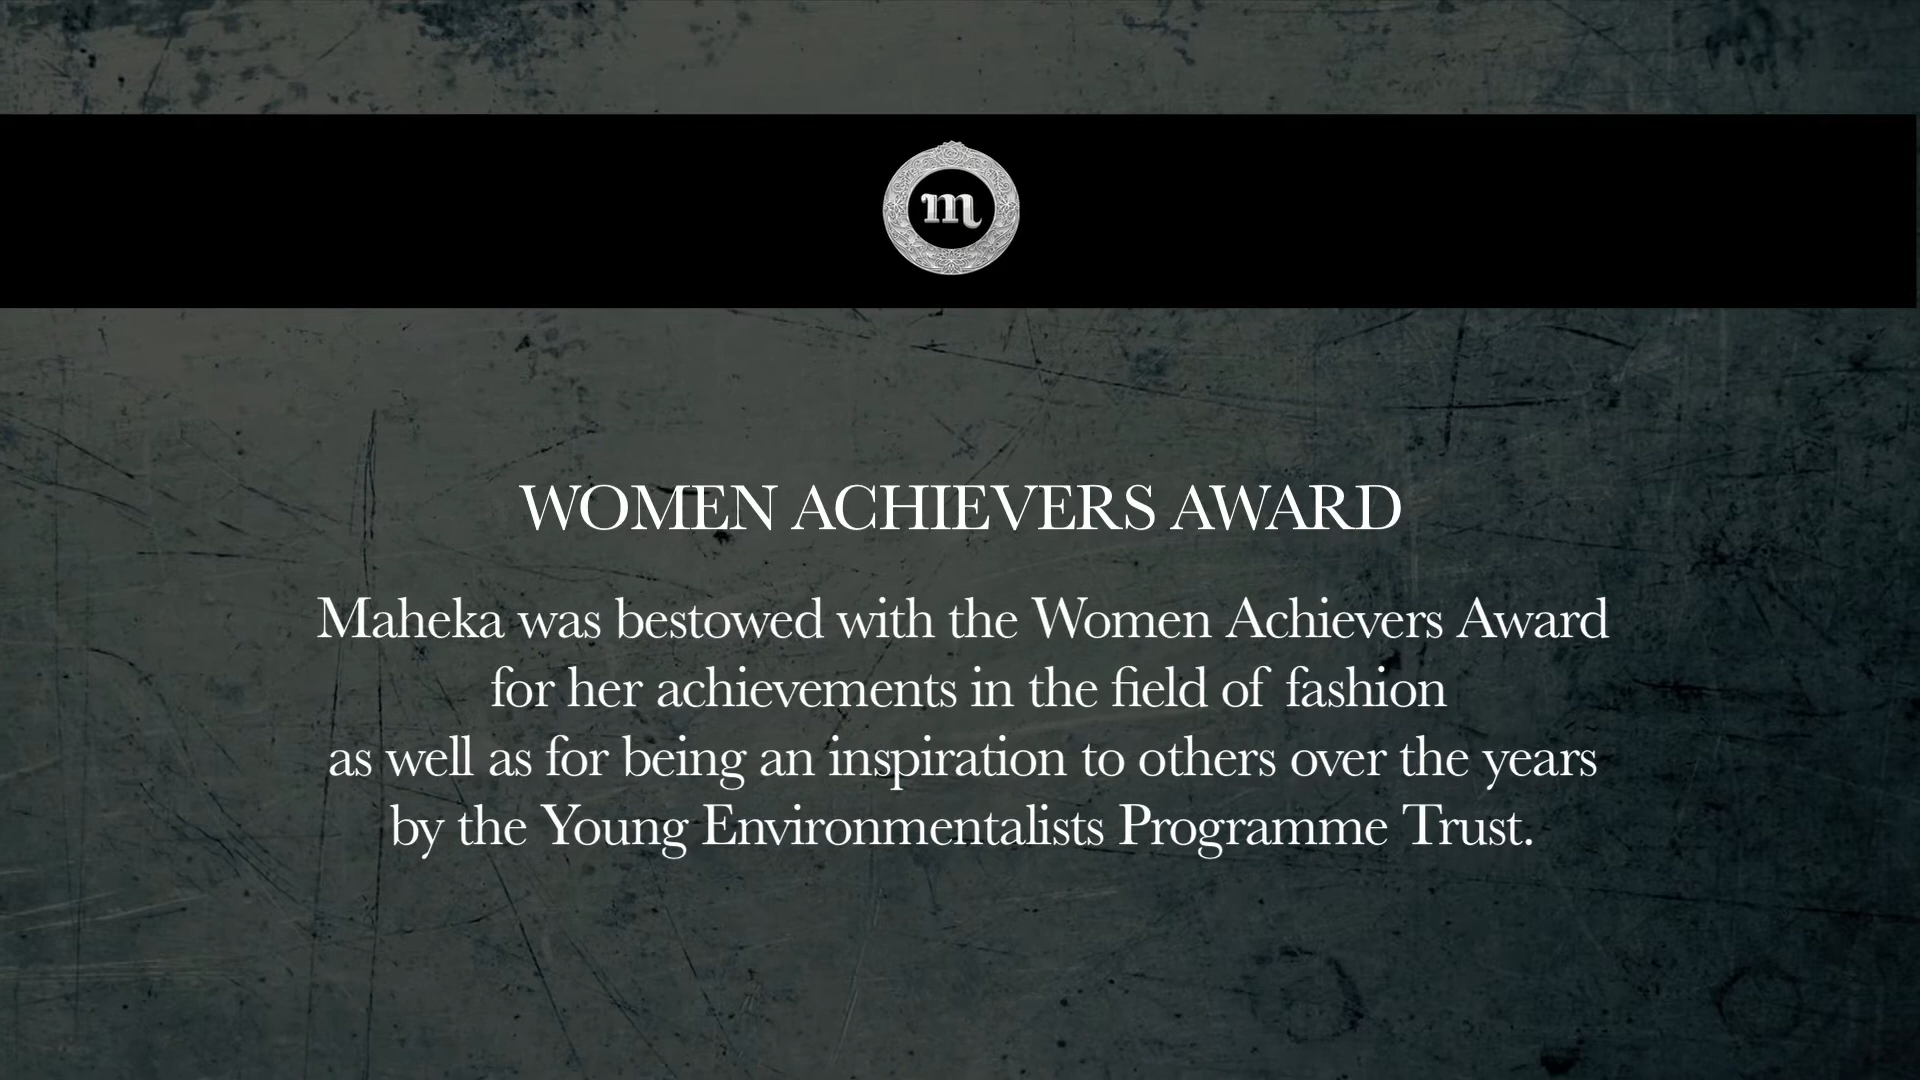 m
WOMEN ACHIEVERS AWARD
Maheka was bestowed with the Women Achievers Award
for her achievements in the field of fashion
as well as for being an inspiration to others over the years
by the Young Environmentalists Programme Trust.